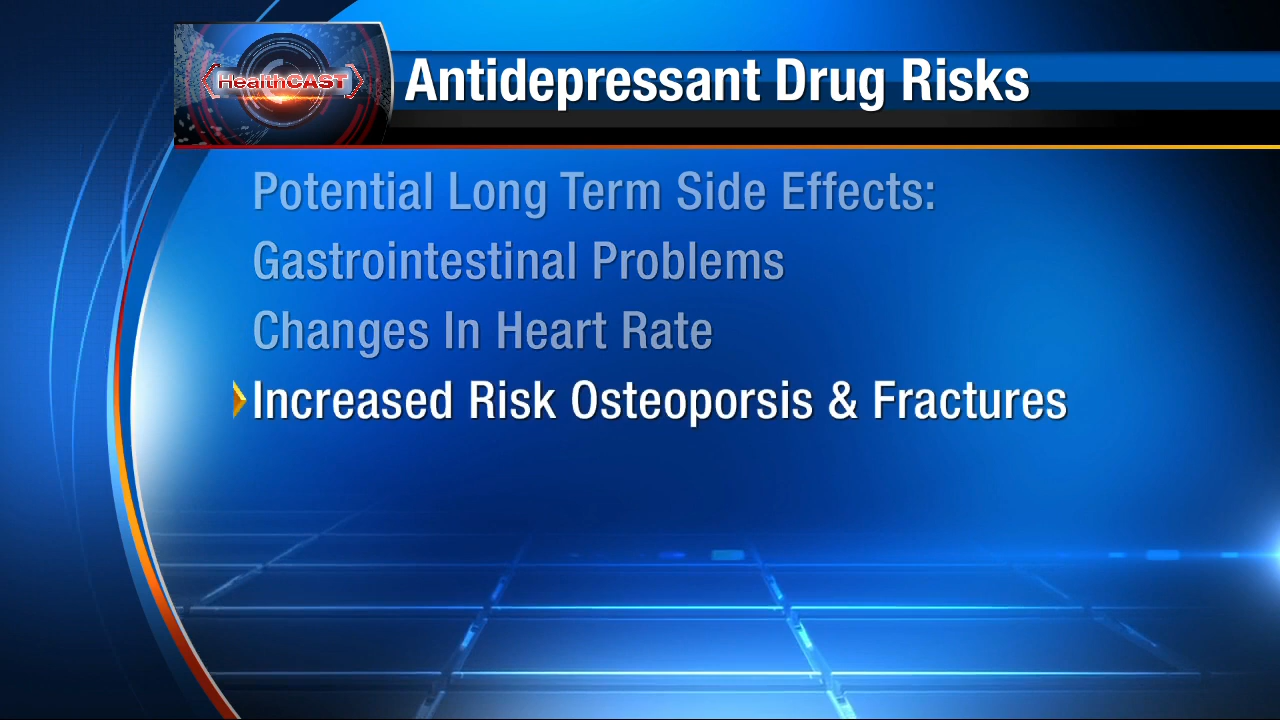 HealthCAST
Antidepressant Drug Risks
Potential Long Term Side Effects:
Gastrointestinal Problems
Changes In Heart Rate
Increased Risk Osteoporsis & Fractures